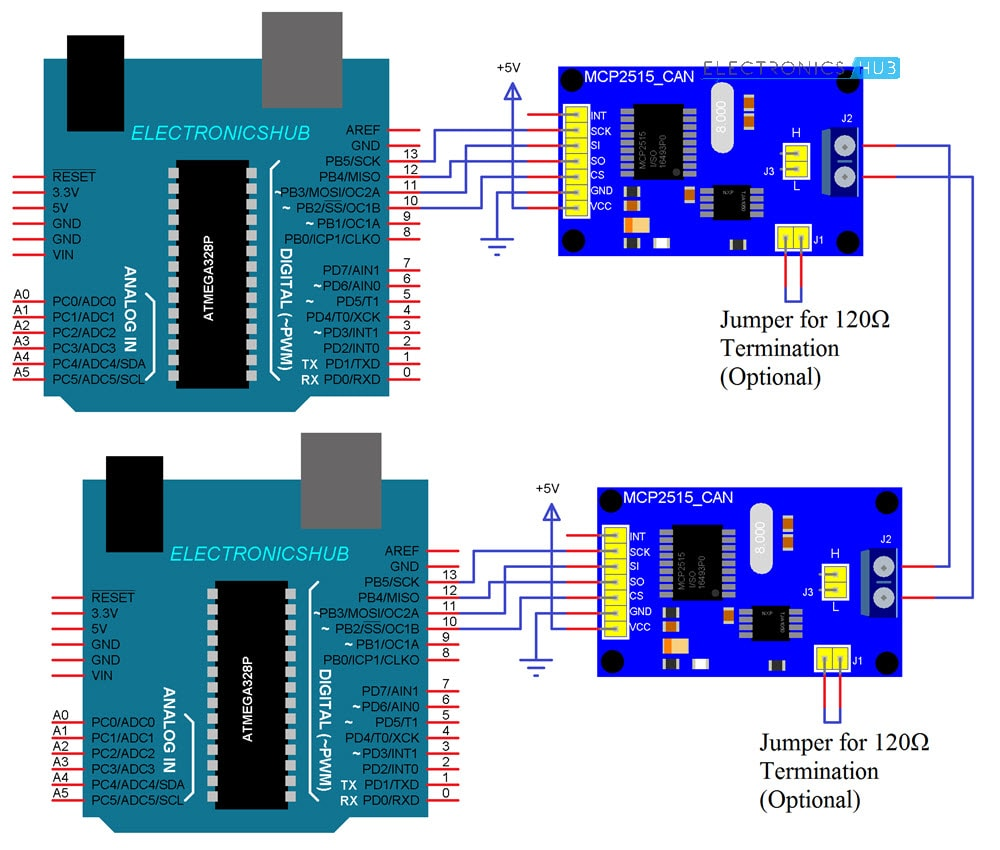 ELECTRONICS HU3
+5V
MCP2515_CAN
ELECTRONICSHUB
AREF
GND
PB5/SCK 13
PB4/MISO 12
~PB3/MOSI/OC2A 11
~ PB2/SS/OC1B 10
~ PB1/OC1A 9
PB0/ICP1/CLKO 8
PD7/AIN1 7
~PD6/AIN0 6
~ PD5/T1 5
PD4/T0/XCK 4
~PD3/INT1 3
PD2/INT0 2
TX PD1/TXD 1
RX PD0/RXD 0
RESET
3.3V
5V
GND
GND
VIN
A0 PC0/ADC0
A1 PC1/ADC1
A2 PC2/ADC2
A3 PC3/ADC3
A4 PC4/ADC4/SDA
A5 PC5/ADC5/SCL
ANALOG IN
ATMEGA328P
DIGITAL (~PWM)
INT
SCK
SI
SO
CS
GND
VCC
MCP2515
I/SO
16493P0
8.000
NXP
H
J3
L
J2
J1
Jumper for 120Ω
Termination
(Optional)
+5V
MCP2515_CAN
ELECTRONICSHUB
AREF
GND
PB5/SCK 13
PB4/MISO 12
~PB3/MOSI/OC2A 11
~ PB2/SS/OC1B 10
~ PB1/OC1A 9
PB0/ICP1/CLKO 8
PD7/AIN1 7
~PD6/AIN0 6
~ PD5/T1 5
PD4/T0/XCK 4
~PD3/INT1 3
PD2/INT0 2
TX PD1/TXD 1
RX PD0/RXD 0
RESET
3.3V
5V
GND
GND
VIN
A0 PC0/ADC0
A1 PC1/ADC1
A2 PC2/ADC2
A3 PC3/ADC3
A4 PC4/ADC4/SDA
A5 PC5/ADC5/SCL
ANALOG IN
ATMEGA328P
DIGITAL (~PWM)
INT
SCK
SI
SO
CS
GND
VCC
MCP2515
I/SO
16493P0
8.000
NXP
H
J3
L
J2
J1
Jumper for 120Ω
Termination
(Optional)